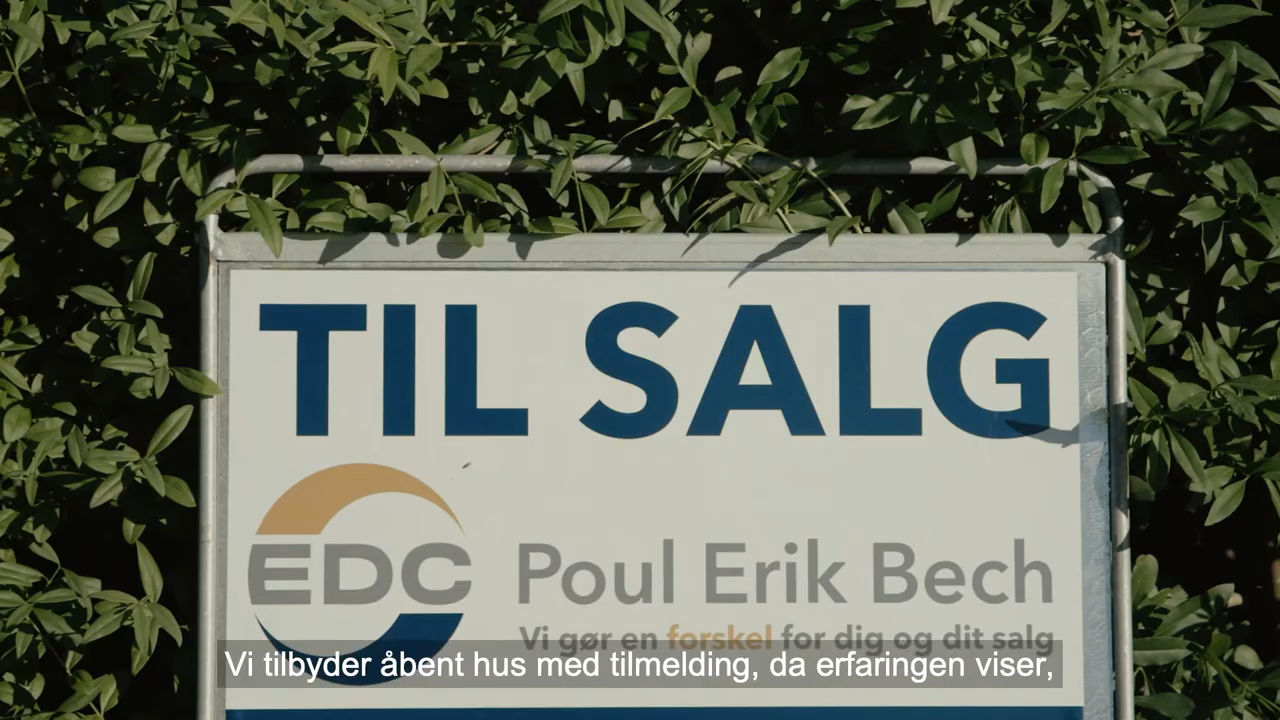 TIL SALG
EDC
Poul Erik Bech
Vi gør en forskel for dig og dit salg
Vi tilbyder åbent hus med tilmelding, da erfaringen viser,